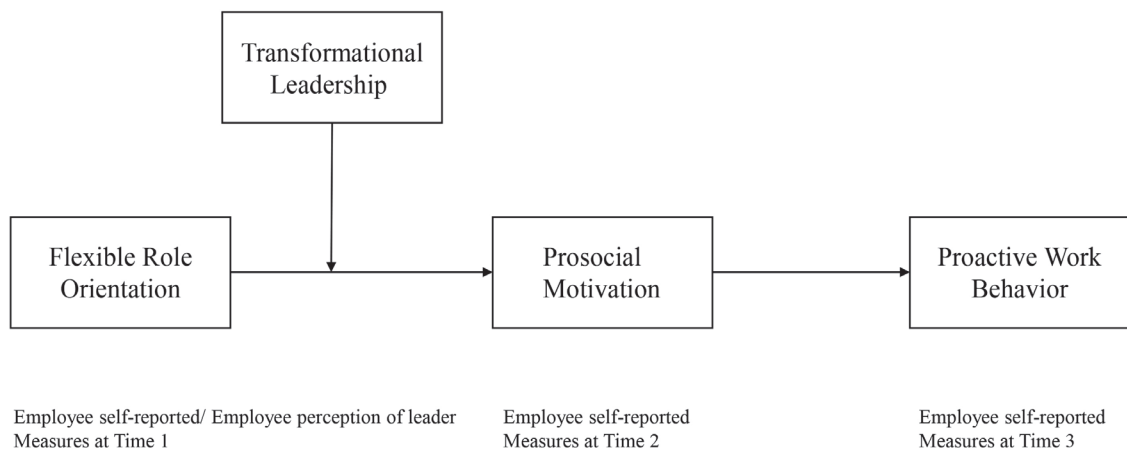 Transformational
Leadership
Flexible Role
Orientation
Prosocial
Motivation
Proactive Work
Behavior
Employee self-reported/ Employee perception of leader
Measures at Time 1
Employee self-reported
Measures at Time 2
Employee self-reported
Measures at Time 3